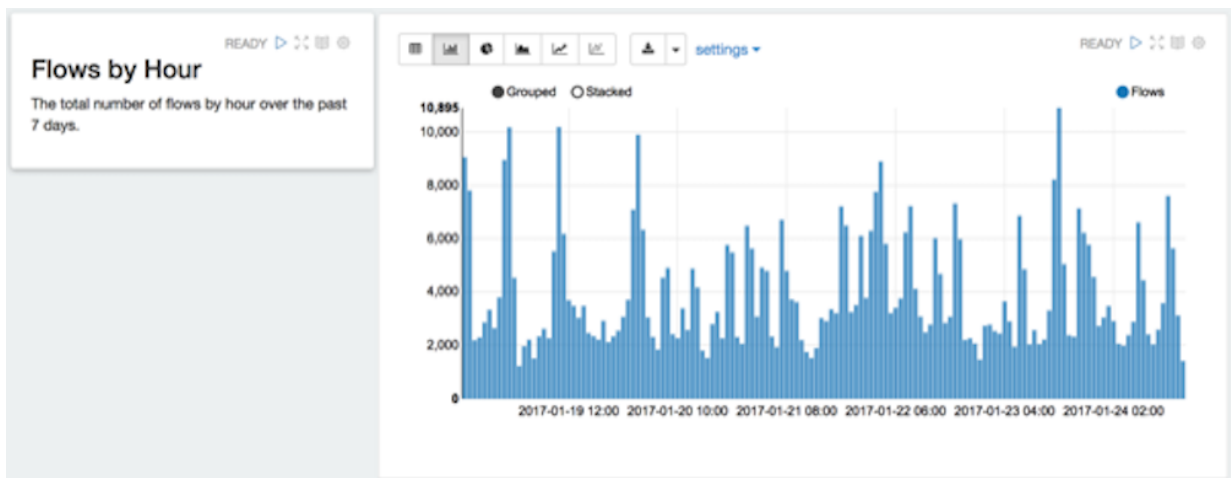 READY
Flows by Hour
The total number of flows by hour over the past
7 days.
settings
READY
Grouped Stacked Flows
10,895
10,000
8,000
6,000
4,000
2,000
0
2017-01-19 12:00 2017-01-20 10:00 2017-01-21 08:00 2017-01-22 06:00 2017-01-23 04:00 2017-01-24 02:00